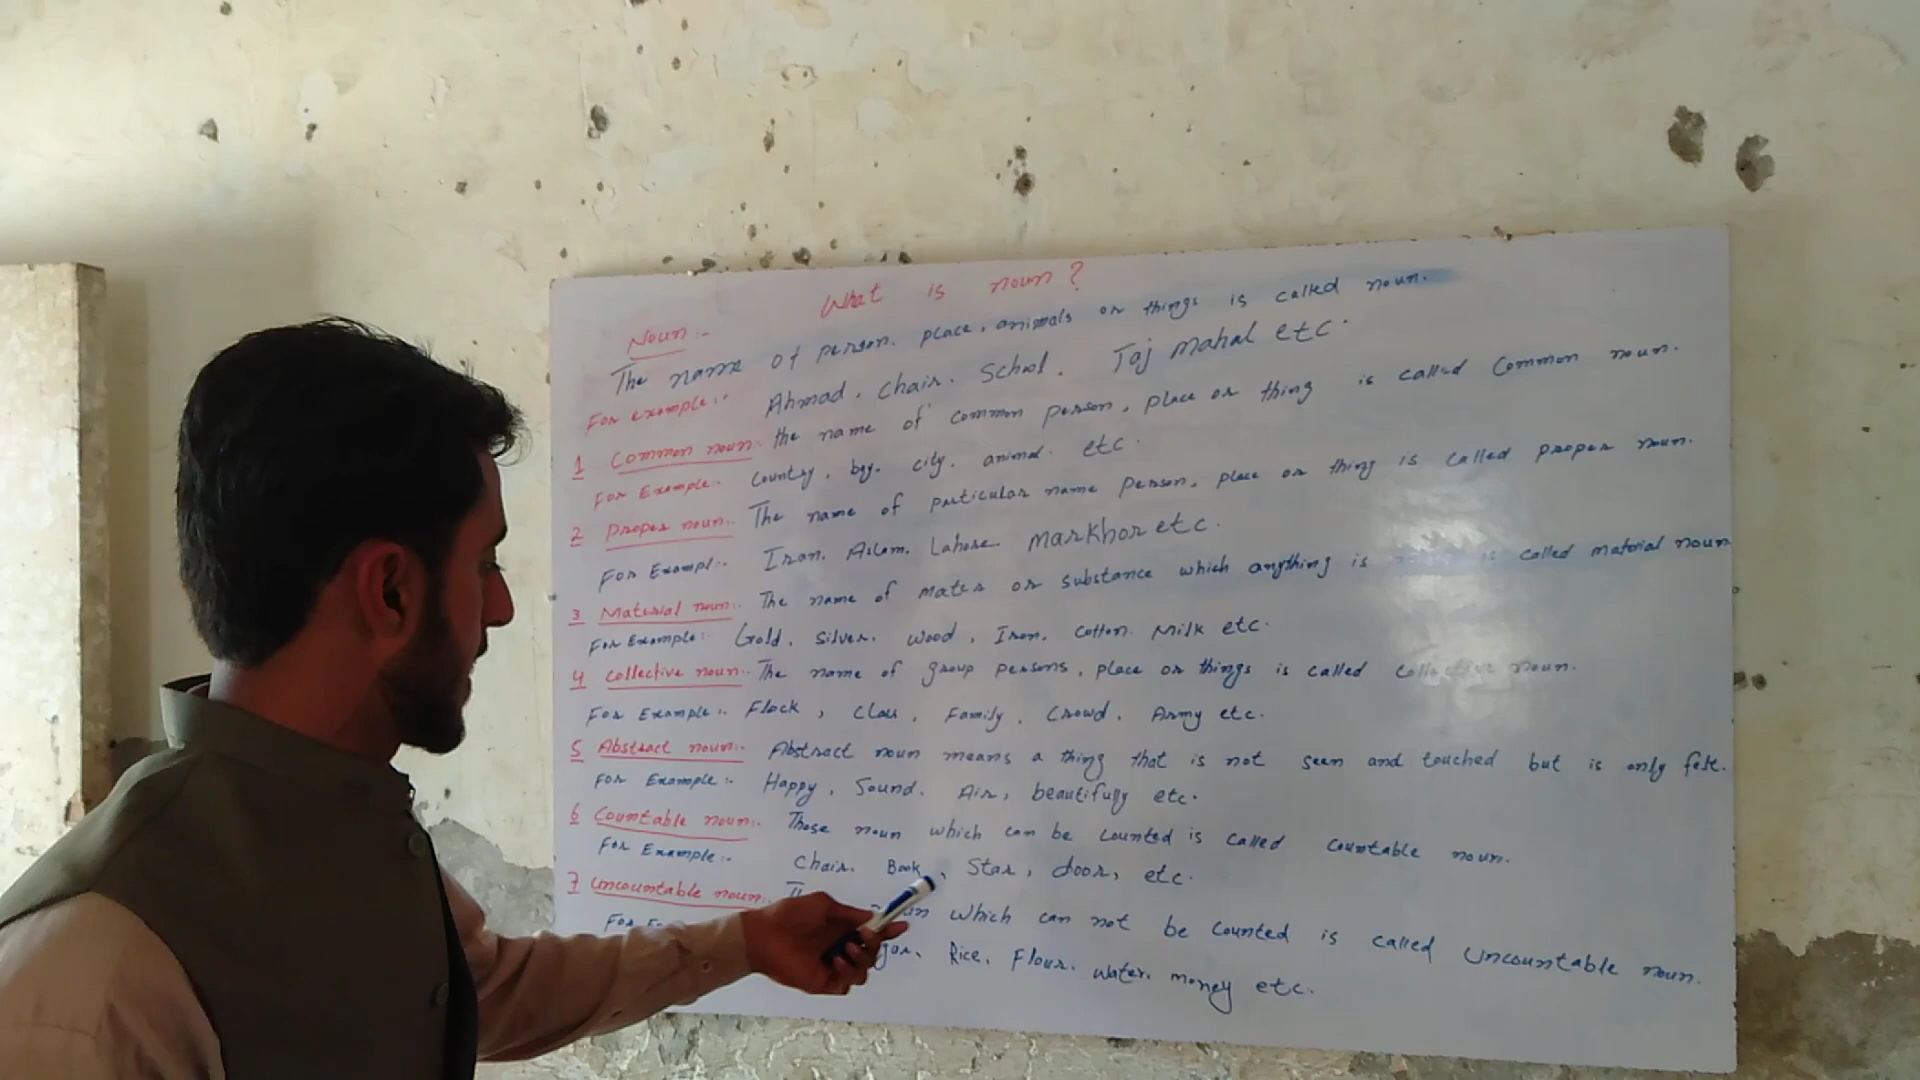 What is noun?
Noun:-
The name of person. place, animals or things is called noun.
For example:- Ahmad. Chair. School. Taj Mahal etc.
1 Common noun:- the name of common person, place or thing is called Common noun.
For Example:- Country, boy. city. animal. etc.
2 Proper noun:- The name of particular name person, place or thing is called proper noun.
For Exampl:- Iran. Aslam. Lahore. Markhor etc.
3 Material noun:- The name of substance which anything is is called material noun
For Example:- Gold. Silver. Wood, Iron. Cotton. Milk etc.
4 Collective noun:- The name of group persons, place or things is called Collective noun.
For Example:- Flock, Class, Family, Crowd. Army etc.
5 Abstract noun:- Abstract noun means a thing that is not seen and touched but is only felt.
For Example:- Happy, Sound. Air, beautifully etc.
6 Countable noun:- Those noun which can be counted is called countable noun.
For Example:- Chair. Book, Star, door, etc.
7 Uncountable noun:- which can not be counted is called uncountable noun.
For Rice. Flour. water. money etc.